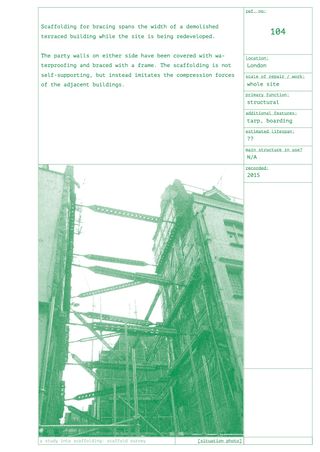 Scaffolding for bracing spans the width of a demolished
terraced building while the site is being redeveloped.
The party walls on either side have been covered with wa-
terproofing and braced with a frame. The scaffolding is not
self-supporting, but instead imitates the compression forces
of the adjacent buildings.
ref. no:
104
location:
London
scale of repair / work:
whole site
primary function:
structural
additional features:
tarp, boarding
estimated lifespan:
??
main structure in use?
N/A
recorded:
2015
a study into scaffolding: scaffold survey
[situation photo]